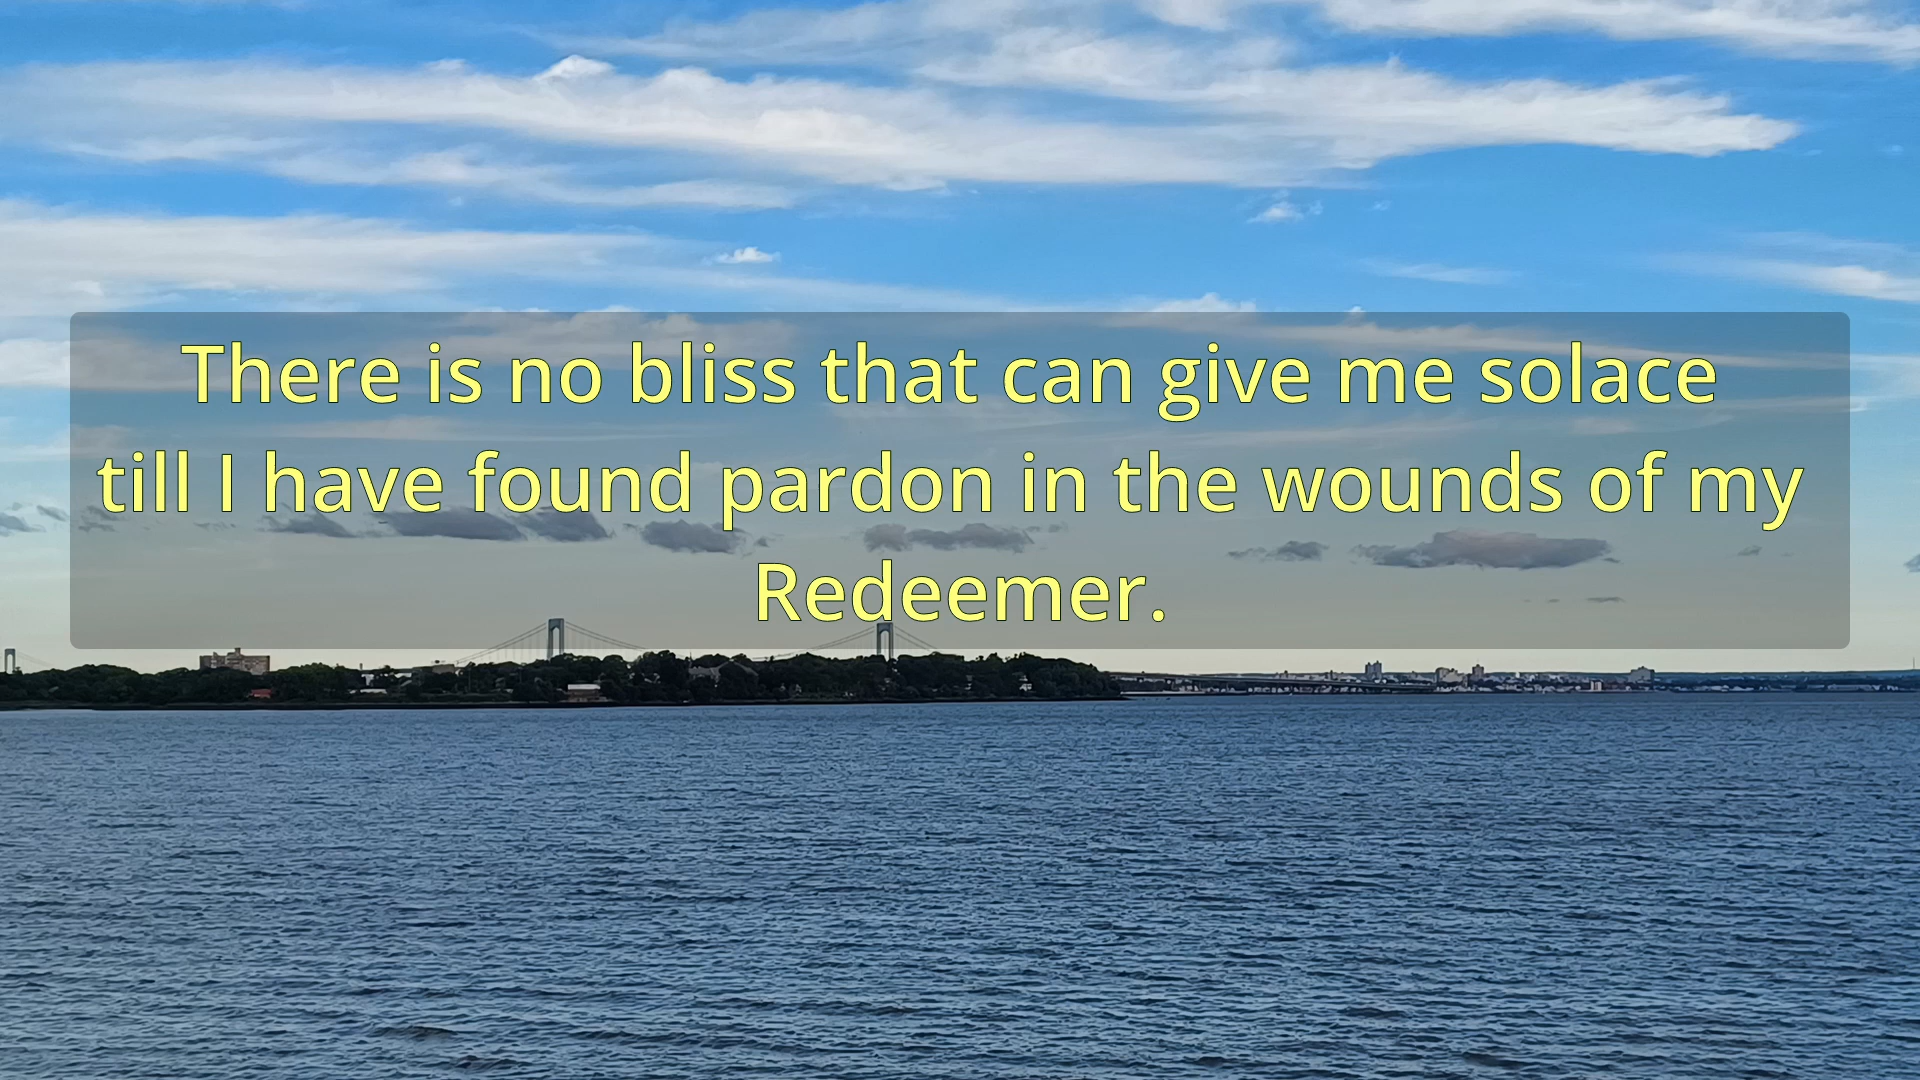 There is no bliss that can give me solace
till I have found pardon in the wounds of my
Redeemer.